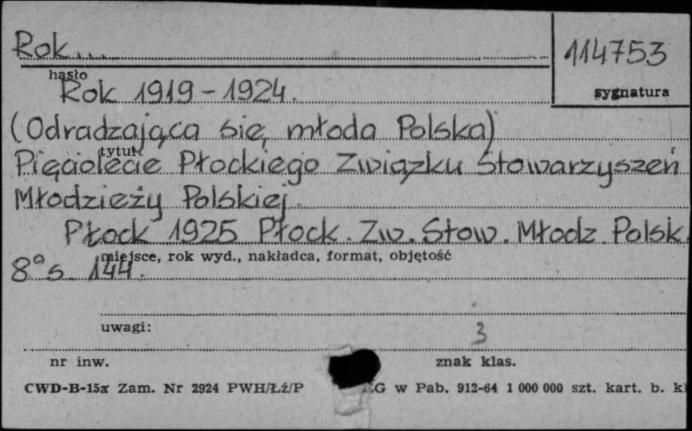 Rok...
114753
hasło
sygnatura
Rok 1919 - 1924.
(Odradzająca się, młoda Polska)
tytuł
Pięciolecie Płockiego Związku Stowarzyszeń
Młodzieży Polskiej.
Płock 1925 Płock. Zw. Stow. Młodz Polsk.
miejsce, rok wyd., nakładca, format, objętość
8° s. 144.
uwagi:
3
nr inw.
znak klas.
CWD-B-15x Zam. Nr 2924 PWH/Łż/P G w Pab. 912-64 1 000 000 szt. kart. b.